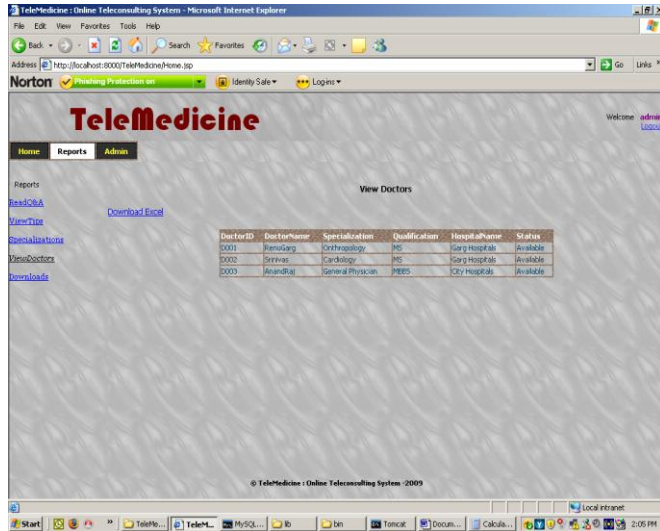 TeleMedicine : Online Teleconsulting System - Microsoft Internet Explorer
File Edit View Favorites Tools Help
Back Search Favorites
Address http://localhost:8000/TeleMedicine/Home.jsp Go Links »
Norton Phishing Protection on Identity Safe Logins
TeleMedicine
Welcome admin
Logout
Home Reports Admin
Reports
View Doctors
ReadQ&A
Download Excel
ViewTips
Specializations
ViewDoctors
Downloads
DoctorID DoctorName Specialization Qualification HospitalName Status
D001 RenoGarg Onthropology MS Garg Hospitals Available
D002 Srinivas Cardiology MS Garg Hospitals Available
D003 AnandRaj General Physician MBBS City Hospitals Available
© TeleMedicine : Online Teleconsulting System -2009
Local intranet
Start » TeleMe... TeleM... MySQL... lib bin Tomcat Docum... Calcula... 2:05 PM